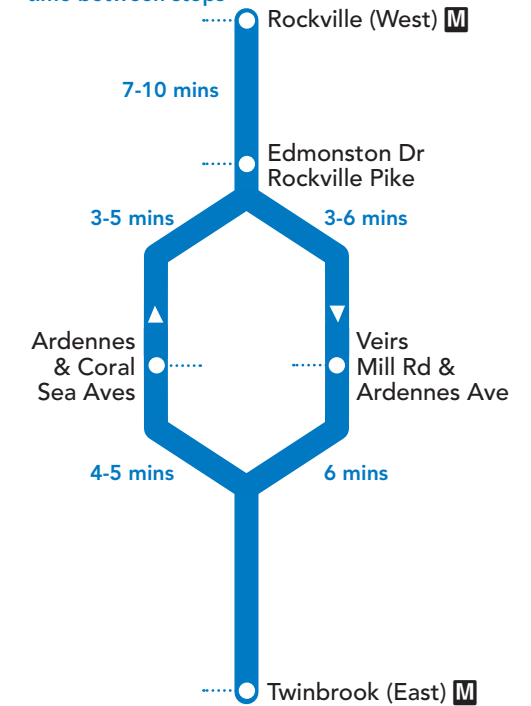 Rockville (West) M
7-10 mins
Edmonston Dr
Rockville Pike
3-5 mins
3-6 mins
Ardennes
& Coral
Sea Aves
Veirs
Mill Rd &
Ardennes Ave
4-5 mins
6 mins
Twinbrook (East) M